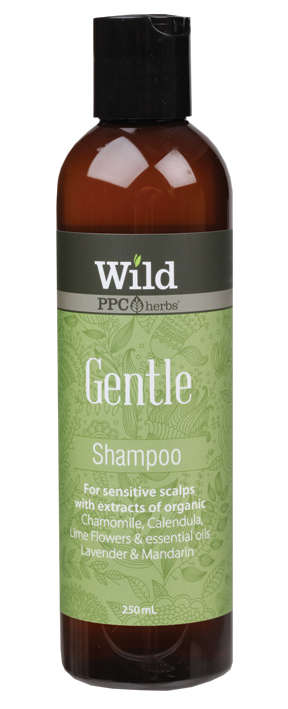 Wild
PPC herbs®
Gentle
Shampoo
For sensitive scalps
with extracts of organic
Chamomile, Calendula,
Lime Flowers & essential oils
Lavender & Mandarin
250mL